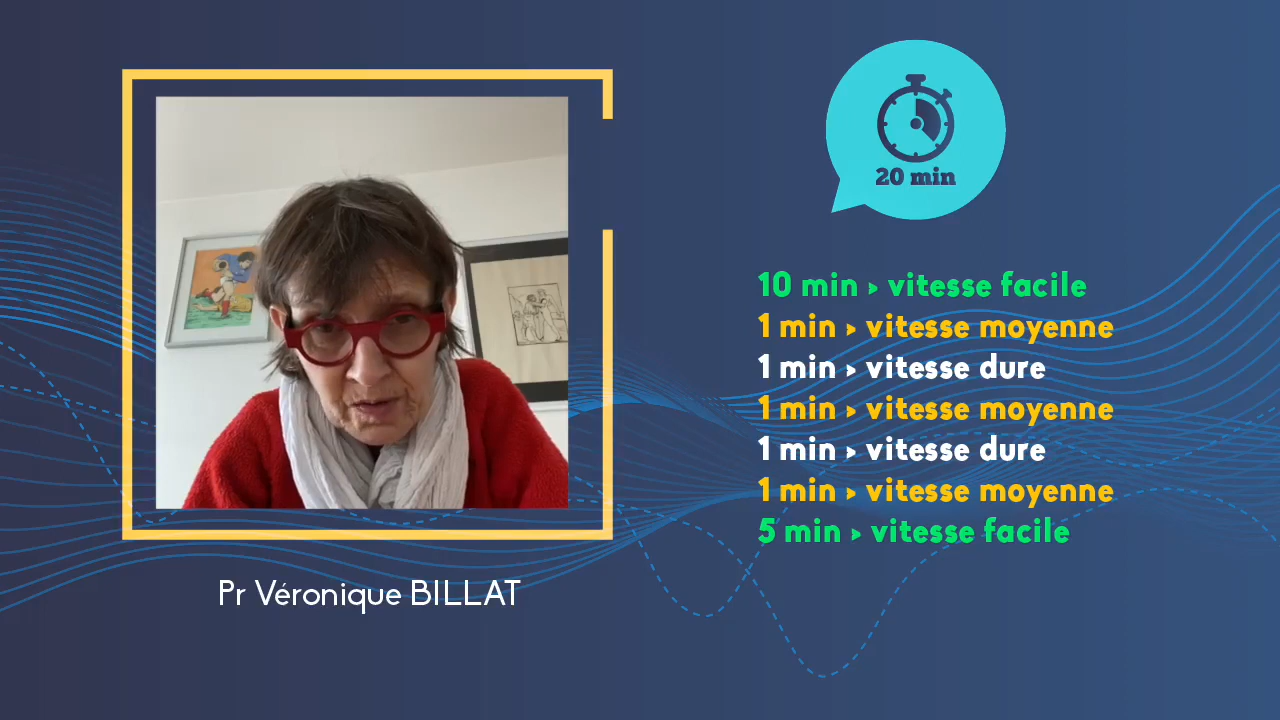 20 min
10 min > vitesse facile
1 min > vitesse moyenne
1 min > vitesse dure
1 min > vitesse moyenne
1 min > vitesse dure
1 min > vitesse moyenne
5 min > vitesse facile
Pr Véronique BILLAT